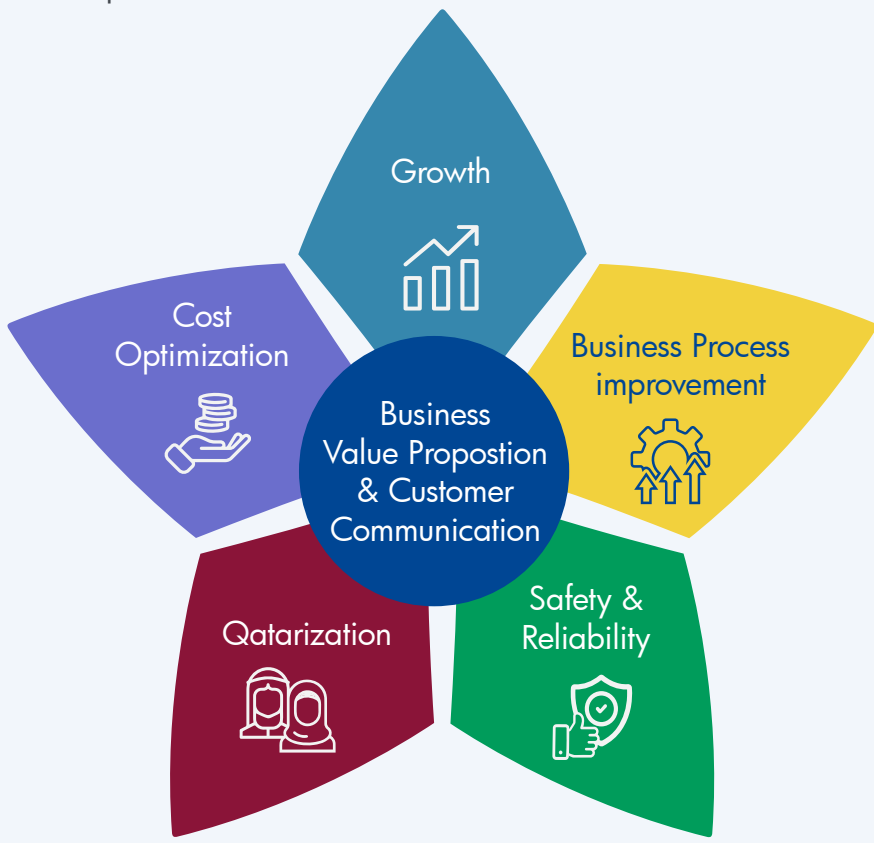 Growth
Cost
Optimization
Business Process
improvement
Business
Value Propostion
& Customer
Communication
Safety &
Reliability
Qatarization